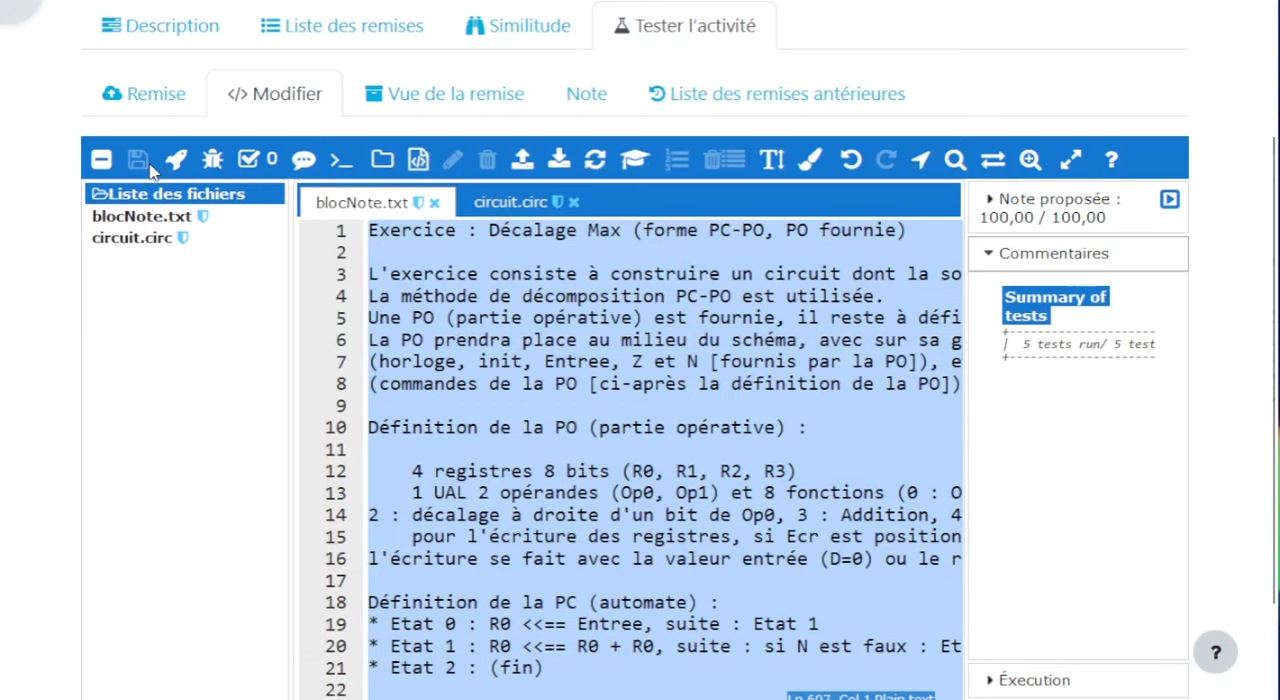 Description Liste des remises Similitude Tester l'activité
Remise </> Modifier Vue de la remise Note Liste des remises antérieures
0 >_ ?
Liste des fichiers
blocNote.txt
circuit.circ
blocNote.txt circuit.circ
1 Exercice : Décalage Max (forme PC-PO, PO fournie)
2
3 L'exercice consiste à construire un circuit dont la so
4 La méthode de décomposition PC-PO est utilisée.
5 Une PO (partie opérative) est fournie, il reste à défi
6 La PO prendra place au milieu du schéma, avec sur sa g
7 (horloge, init, Entree, Z et N [fournis par la PO]), e
8 (commandes de la PO [ci-après la définition de la PO])
9
10 Définition de la PO (partie opérative) :
11
12 4 registres 8 bits (R0, R1, R2, R3)
13 1 UAL 2 opérandes (Op0, Op1) et 8 fonctions (0 : O
14 2 : décalage à droite d'un bit de Op0, 3 : Addition, 4
15 pour l'écriture des registres, si Ecr est position
16 l'écriture se fait avec la valeur entrée (D=0) ou le r
17
18 Définition de la PC (automate) :
19 * Etat 0 : R0 <<== Entree, suite : Etat 1
20 * Etat 1 : R0 <<== R0 + R0, suite : si N est faux : Et
21 * Etat 2 : (fin)
22
Ln 607, Col 1 Plain text
Note proposée :
100,00 / 100,00
Commentaires
Summary of
tests
+------------------------
| 5 tests run/ 5 test
+------------------------
Éxecution
?